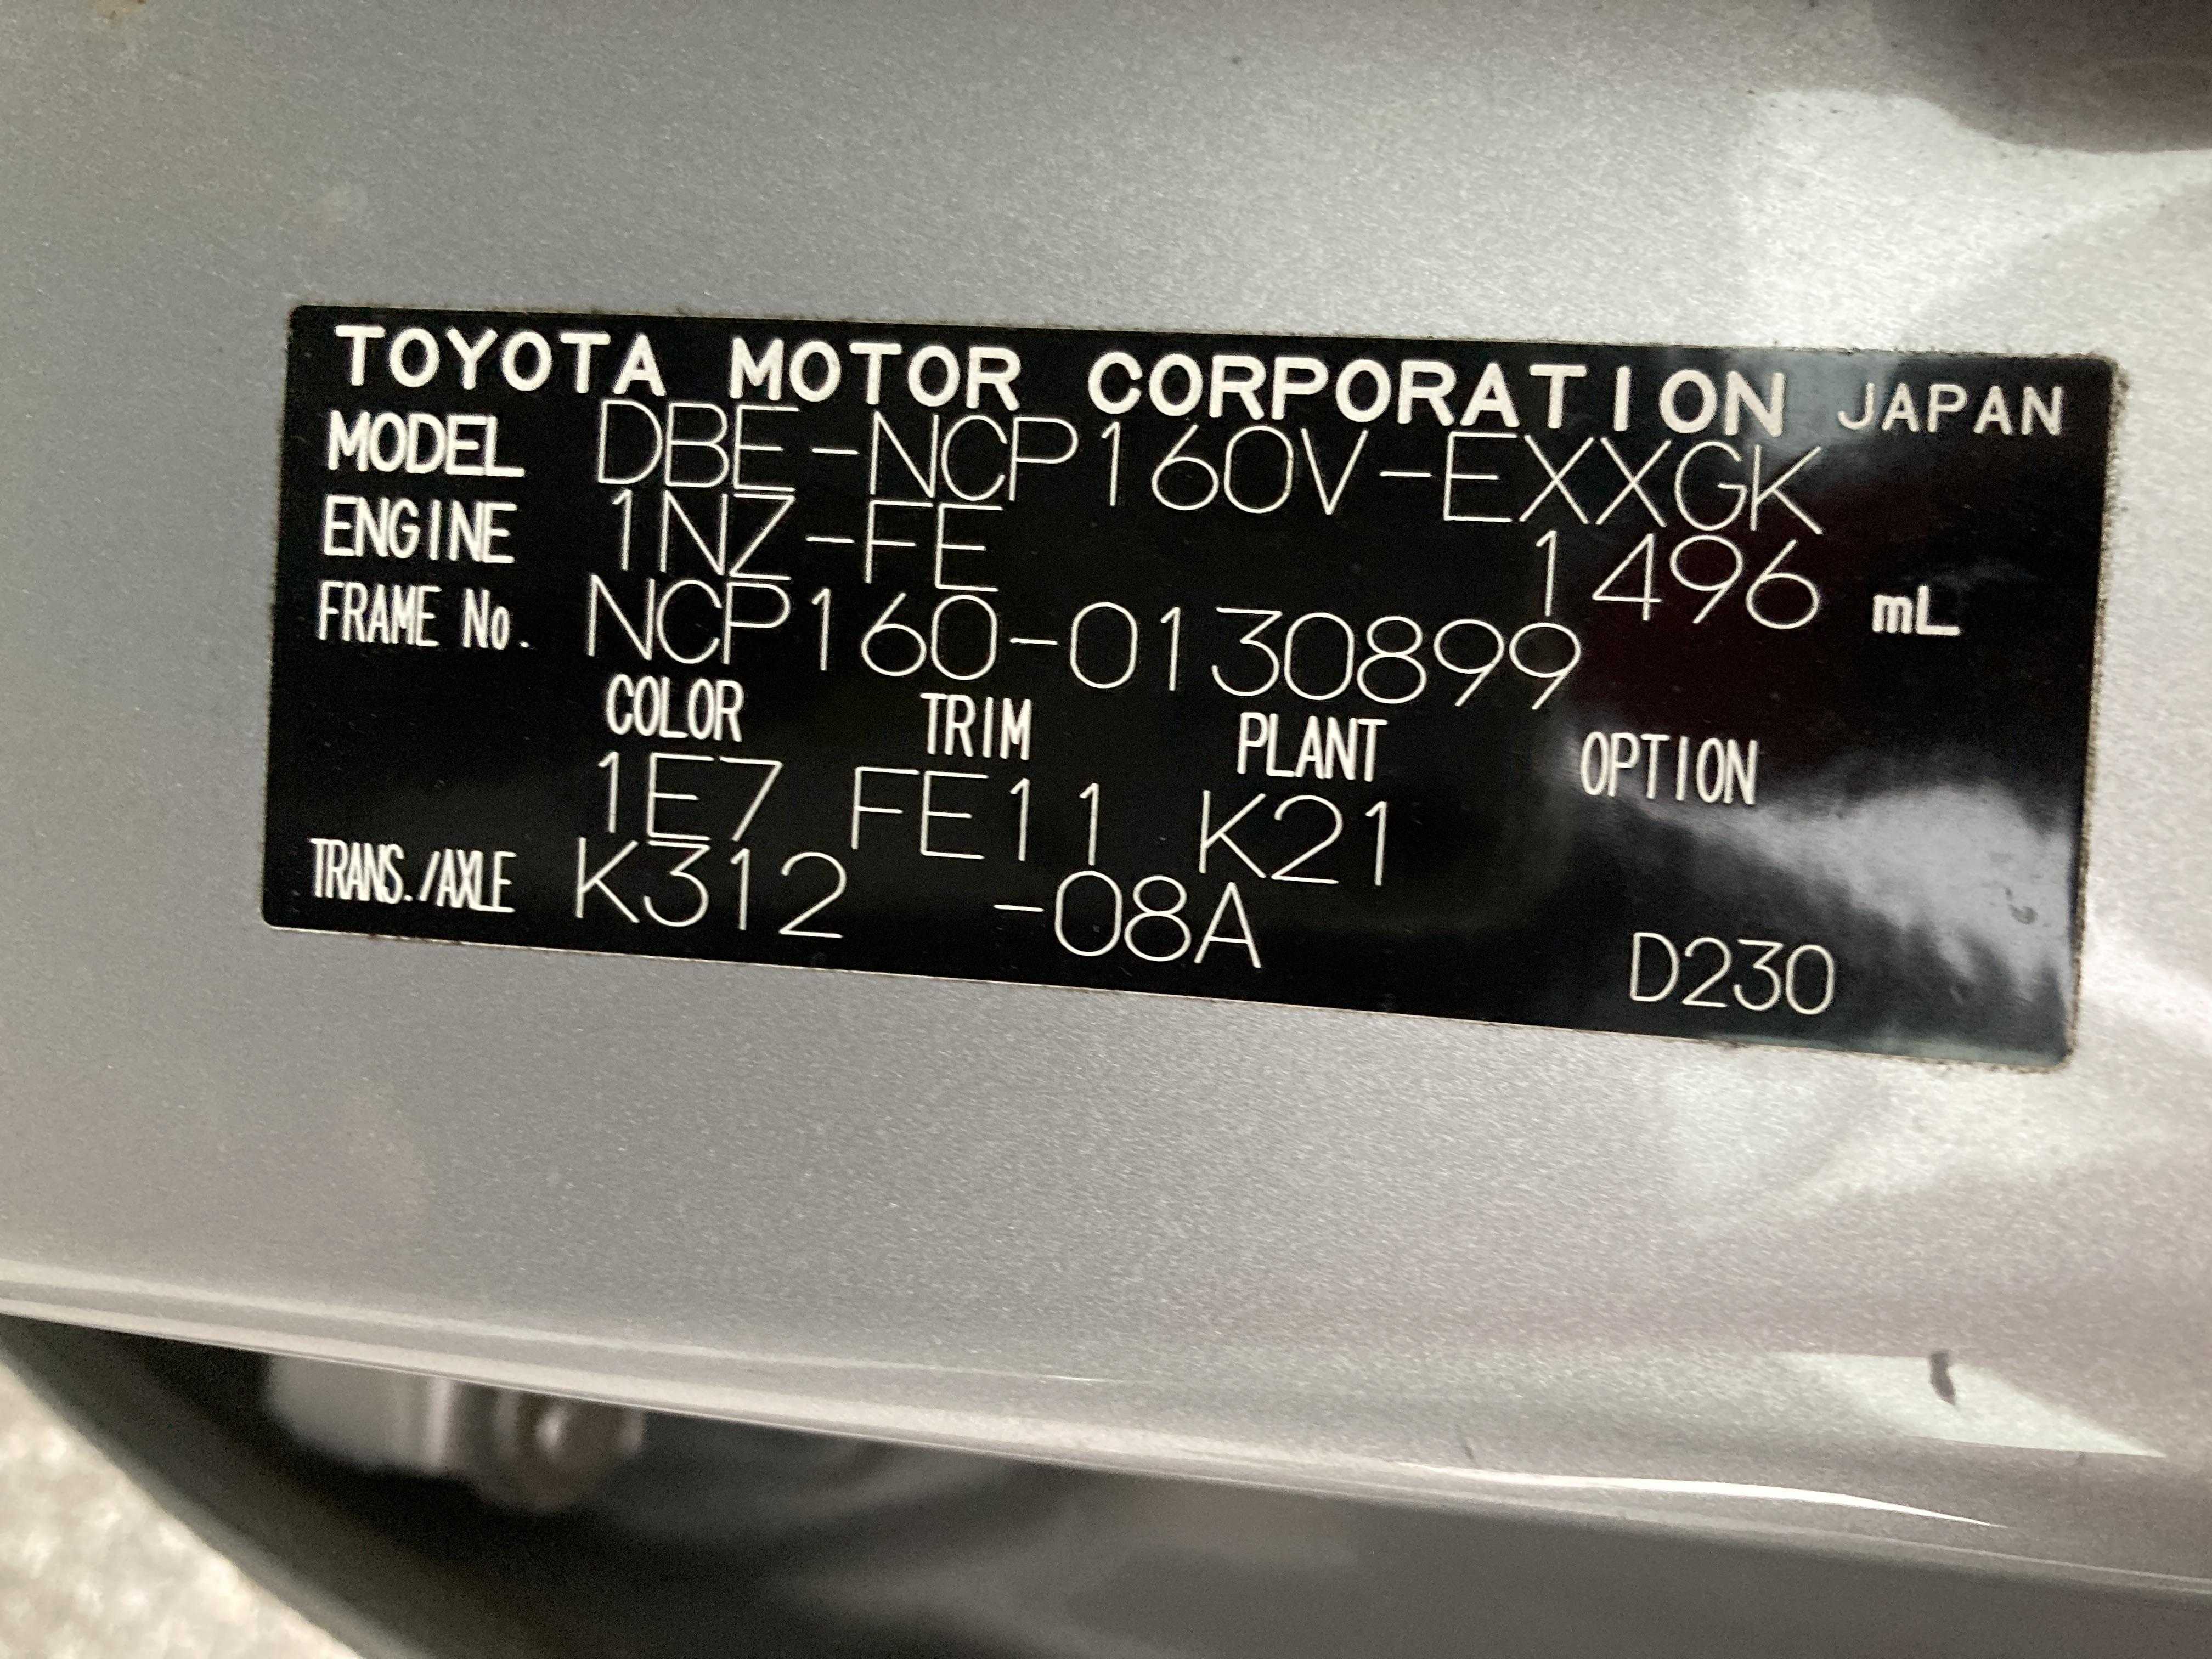 TOYOTA MOTOR CORPORATION JAPAN
MODEL DBE-NCP160V-EXXGK
ENGINE 1NZ-FE 1496 mL
FRAME No. NCP160-0130899
COLOR TRIM PLANT OPTION
1E7 FE11 K21
TRANS./AXLE K312 -08A
D230